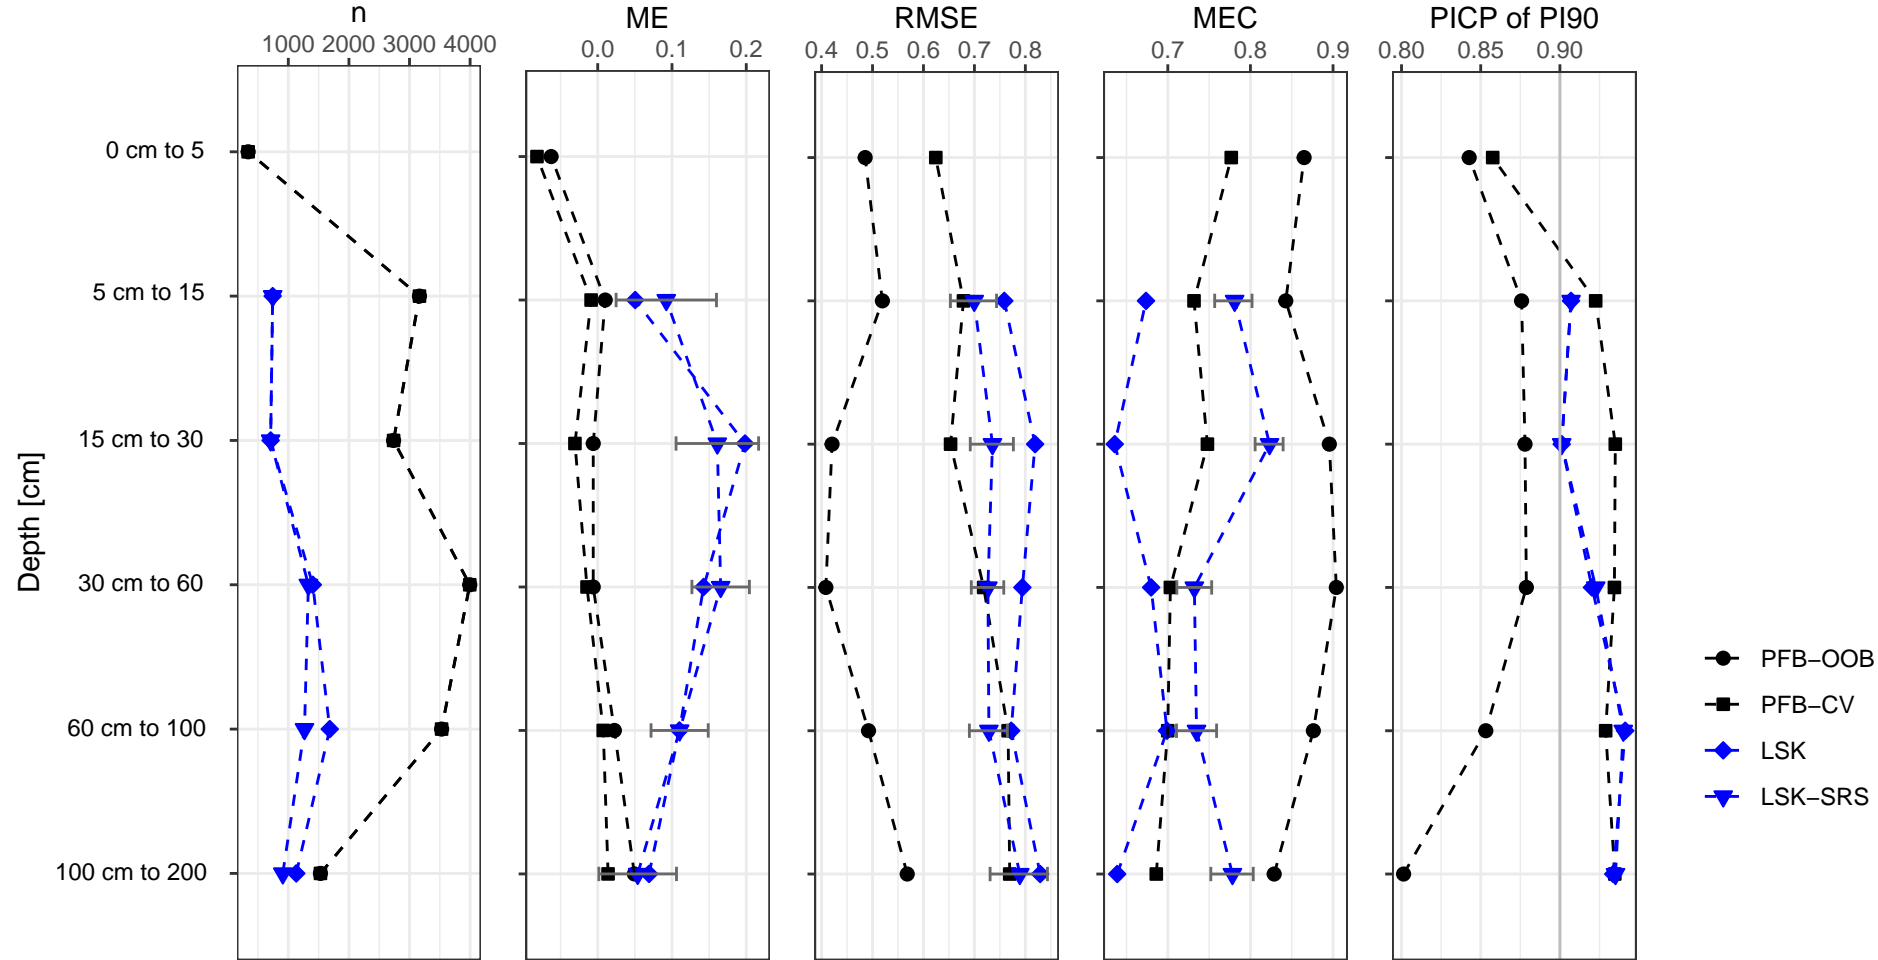 n ME RMSE MEC PICP of PI90
1000 2000 3000 4000 0.0 0.1 0.2 0.4 0.5 0.6 0.7 0.8 0.7 0.8 0.9 0.80 0.85 0.90
0 cm to 5
5 cm to 15
15 cm to 30
30 cm to 60
60 cm to 100
100 cm to 200
Depth [cm]
PFB−OOB
PFB−CV
LSK
LSK−SRS